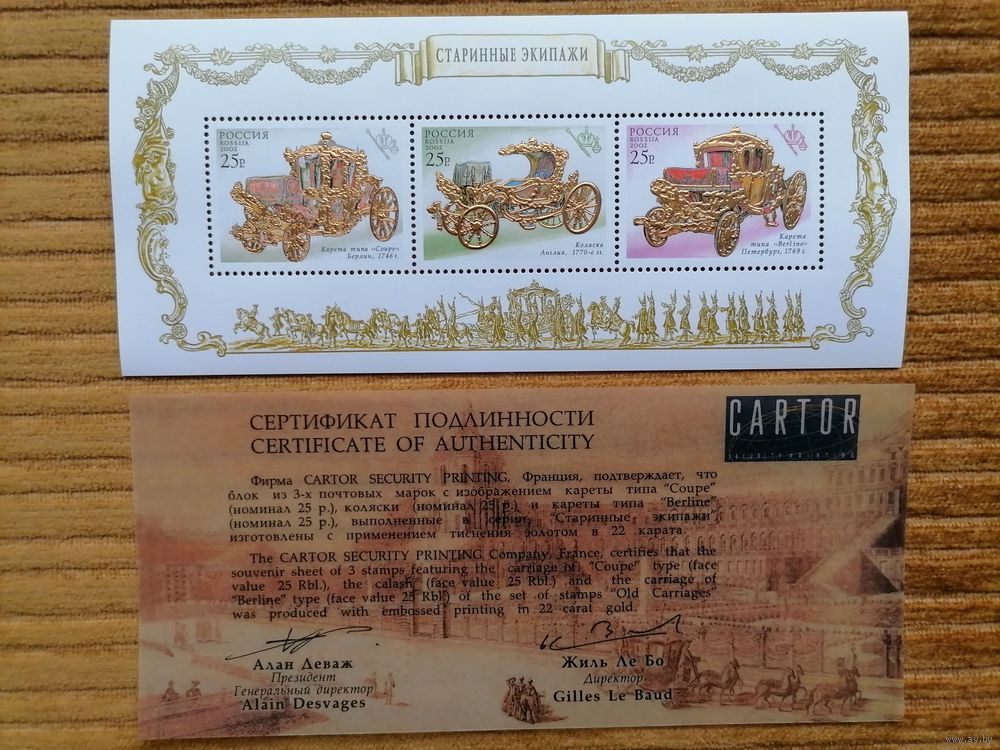 СТАРИННЫЕ ЭКИПАЖИ
РОССИЯ
ROSSIJA
2002
25р.
Карета типа «Coupe»
Берлин, 1746 г.
РОССИЯ
ROSSIJA
2002
25р.
Коляска
Англия, 1770-е гг.
РОССИЯ
ROSSIJA
2002
25р.
Карета
типа «Berline»
Петербург, 1769 г.
CARTOR
SECURITY PRINTING
СЕРТИФИКАТ ПОДЛИННОСТИ
CERTIFICATE OF AUTHENTICITY
Фирма CARTOR SECURITY PRINTING, Франция, подтверждает, что
блок из 3-х почтовых марок с изображением кареты типа "Coupe"
(номинал 25 р.), коляски (номинал 25 р.) и кареты типа "Berline"
(номинал 25 р.), выполненные в серии "Старинные экипажи",
изготовлены с применением тиснения золотом в 22 карата.
The CARTOR SECURITY PRINTING Company, France, certifies that the
souvenir sheet of 3 stamps featuring the carriage of "Coupe" type (face
value 25 Rbl.), the calash (face value 25 Rbl.) and the carriage of
"Berline" type (face value 25 Rbl.) of the set of stamps "Old Carriages"
was produced with embossed printing in 22 carat gold.
Алан Деваж
Президент
Генеральный директор
Alain Desvages
Жиль Ле Бо
Директор
Gilles Le Baud
www.ay.by